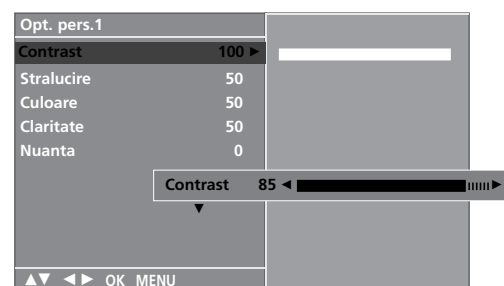 Opt. pers.1
Contrast 100 ►
Stralucire 50
Culoare 50
Claritate 50
Nuanta 0
Contrast 85 ◄ ►
▼
▲▼ ◄► OK MENU